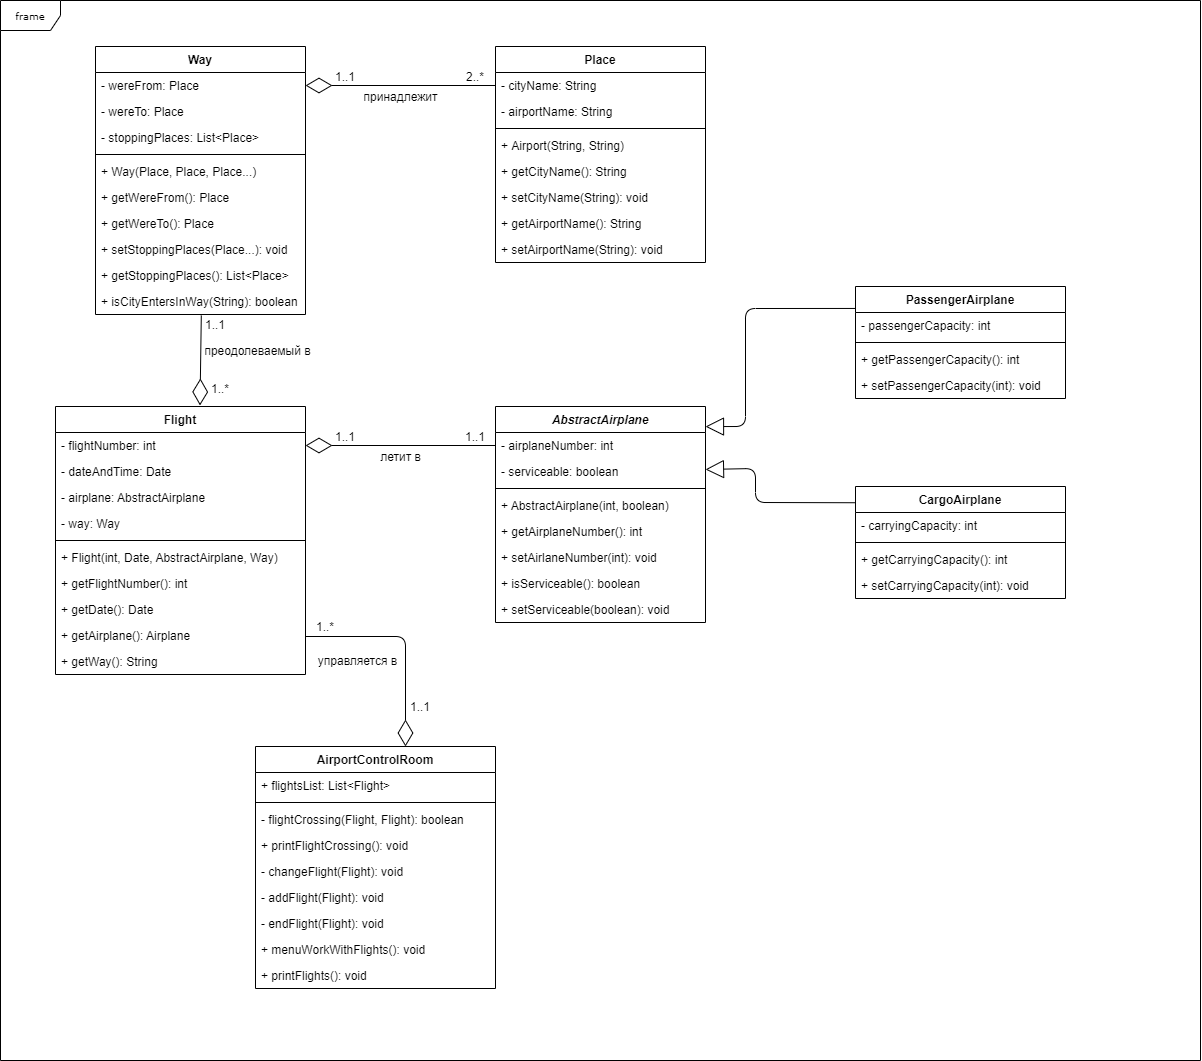 frame
Way
- wereFrom: Place
- wereTo: Place
- stoppingPlaces: List<Place>
+ Way(Place, Place, Place...)
+ getWereFrom(): Place
+ getWereTo(): Place
+ setStoppingPlaces(Place...): void
+ getStoppingPlaces(): List<Place>
+ isCityEntersInWay(String): boolean
1..1
2..*
принадлежит
Place
- cityName: String
- airportName: String
+ Airport(String, String)
+ getCityName(): String
+ setCityName(String): void
+ getAirportName(): String
+ setAirportName(String): void
1..1
преодолеваемый в
1..*
Flight
- flightNumber: int
- dateAndTime: Date
- airplane: AbstractAirplane
- way: Way
+ Flight(int, Date, AbstractAirplane, Way)
+ getFlightNumber(): int
+ getDate(): Date
+ getAirplane(): Airplane
+ getWay(): String
1..1
1..1
летит в
AbstractAirplane
- airplaneNumber: int
- serviceable: boolean
+ AbstractAirplane(int, boolean)
+ getAirplaneNumber(): int
+ setAirlaneNumber(int): void
+ isServiceable(): boolean
+ setServiceable(boolean): void
PassengerAirplane
- passengerCapacity: int
+ getPassengerCapacity(): int
+ setPassengerCapacity(int): void
CargoAirplane
- carryingCapacity: int
+ getCarryingCapacity(): int
+ setCarryingCapacity(int): void
1..*
управляется в
1..1
AirportControlRoom
+ flightsList: List<Flight>
- flightCrossing(Flight, Flight): boolean
+ printFlightCrossing(): void
- changeFlight(Flight): void
- addFlight(Flight): void
- endFlight(Flight): void
+ menuWorkWithFlights(): void
+ printFlights(): void